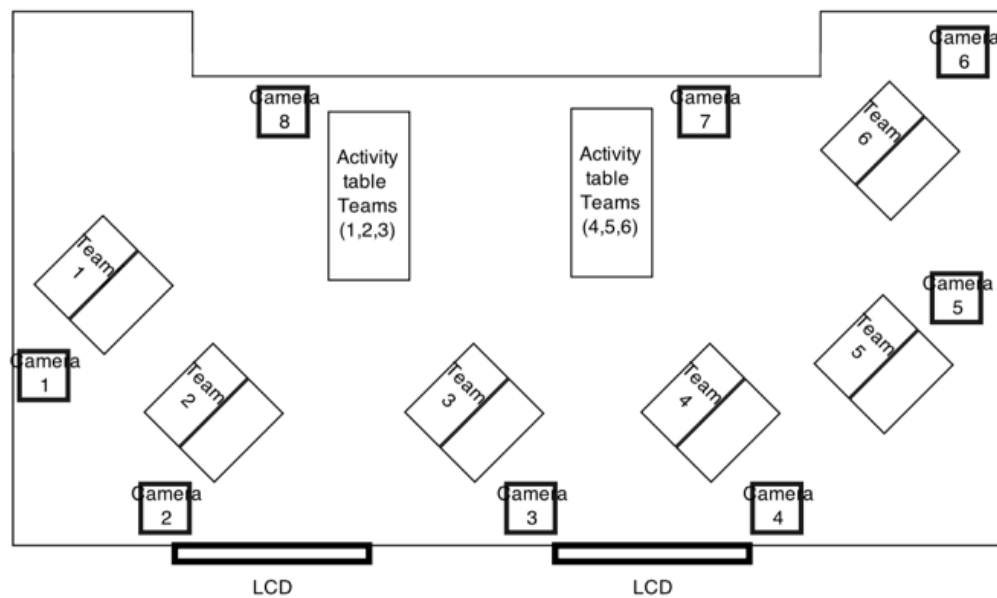 Camera
6
Camera
8
Camera
7
Team
6
Activity
table
Teams
(1,2,3)
Activity
table
Teams
(4,5,6)
Team
1
Camera
5
Team
5
Camera
1
Team
2
Team
3
Team
4
Camera
2
Camera
3
Camera
4
LCD
LCD